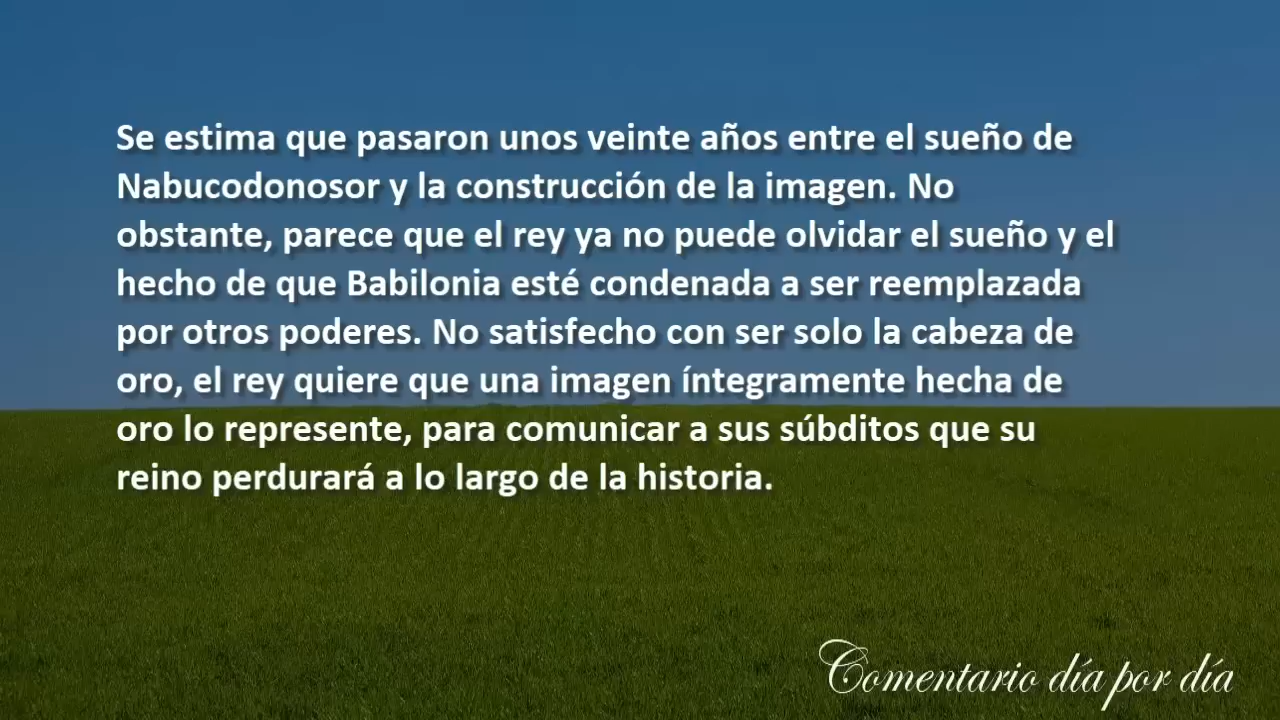 Se estima que pasaron unos veinte años entre el sueño de
Nabucodonosor y la construcción de la imagen. No
obstante, parece que el rey ya no puede olvidar el sueño y el
hecho de que Babilonia esté condenada a ser reemplazada
por otros poderes. No satisfecho con ser solo la cabeza de
oro, el rey quiere que una imagen íntegramente hecha de
oro lo represente, para comunicar a sus súbditos que su
reino perdurará a lo largo de la historia.
Comentario día por día